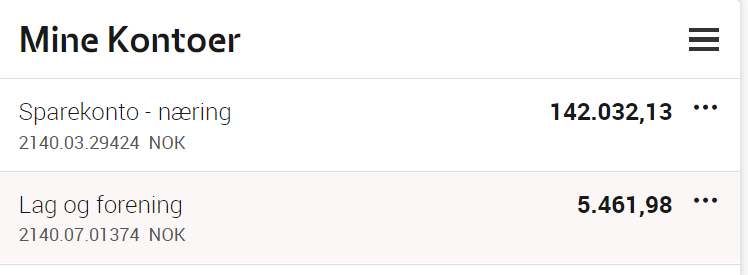 Mine Kontoer
Sparekonto - næring 142.032,13
2140.03.29424 NOK
Lag og forening 5.461,98
2140.07.01374 NOK